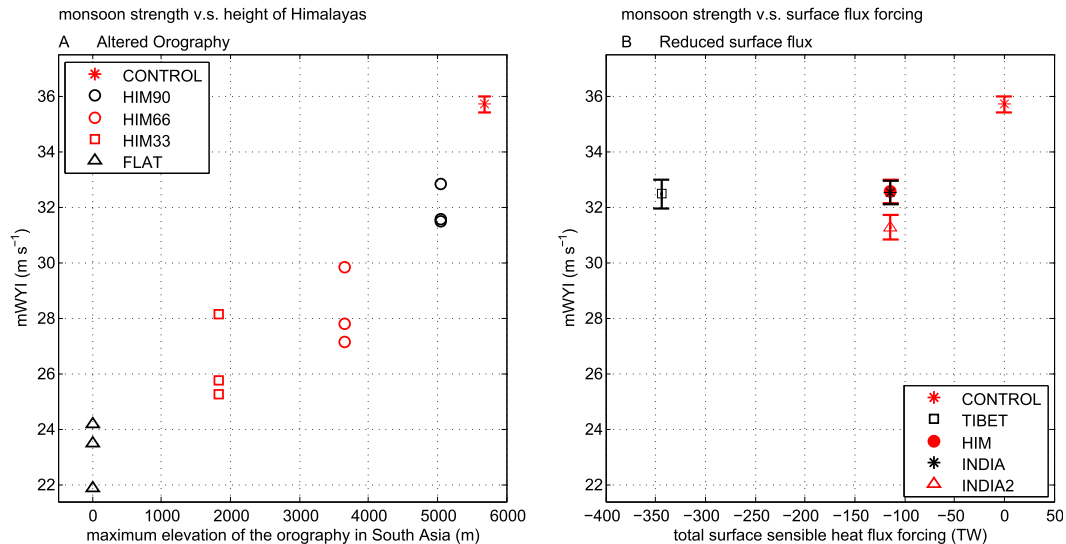 monsoon strength v.s. height of Himalayas
A Altered Orography
CONTROL
HIM90
HIM66
HIM33
FLAT
36
34
32
30
28
26
24
22
mWYI (m s⁻¹)
0 1000 2000 3000 4000 5000 6000
maximum elevation of the orography in South Asia (m)
monsoon strength v.s. surface flux forcing
B Reduced surface flux
36
34
32
30
28
26
24
22
mWYI (m s⁻¹)
CONTROL
TIBET
HIM
INDIA
INDIA2
−400 −350 −300 −250 −200 −150 −100 −50 0 50
total surface sensible heat flux forcing (TW)